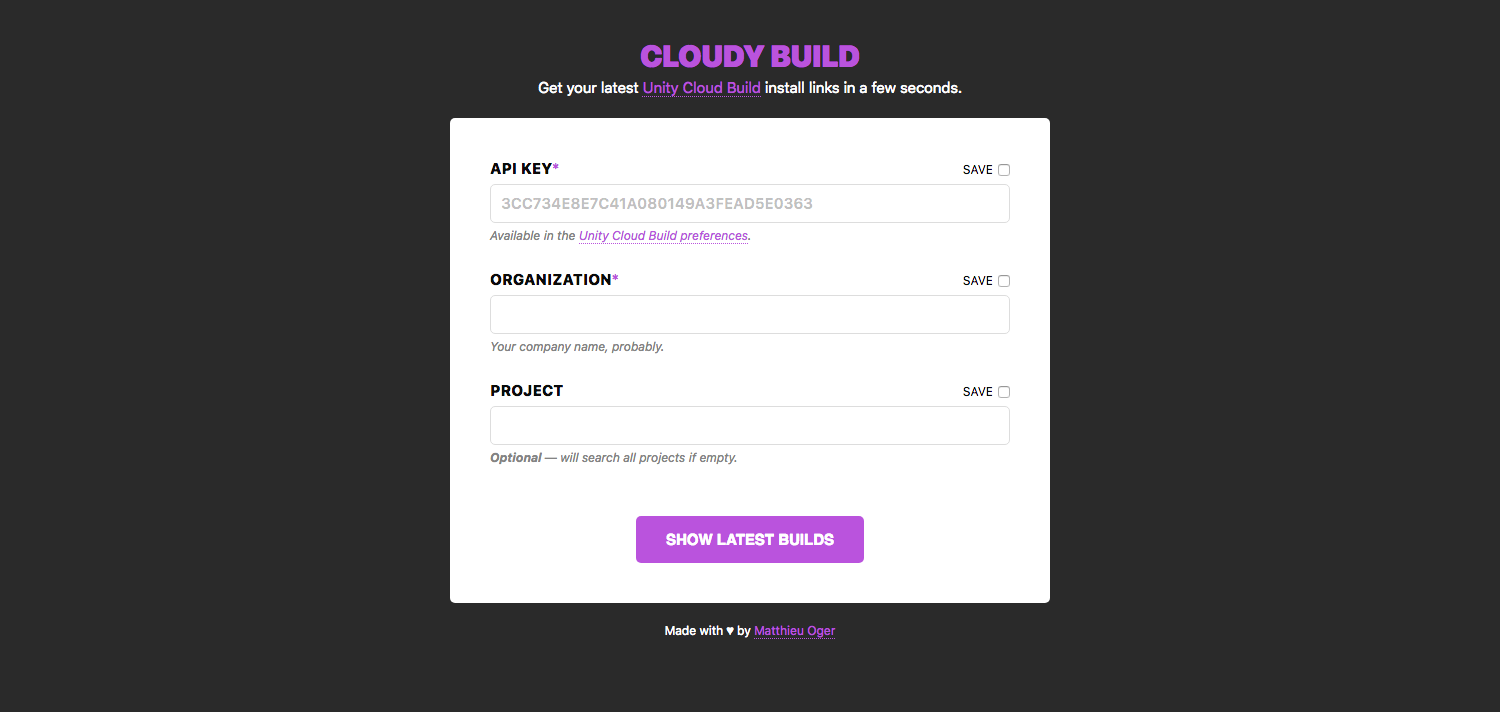 CLOUDY BUILD
Get your latest Unity Cloud Build install links in a few seconds.
API KEY* SAVE
3CC734E8E7C41A080149A3FEAD5E0363
Available in the Unity Cloud Build preferences.
ORGANIZATION* SAVE
Your company name, probably.
PROJECT SAVE
Optional — will search all projects if empty.
SHOW LATEST BUILDS
Made with ♥ by Matthieu Oger